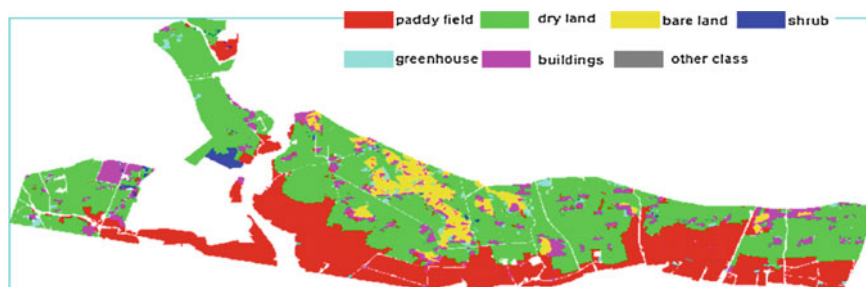 paddy field dry land bare land shrub
greenhouse buildings other class